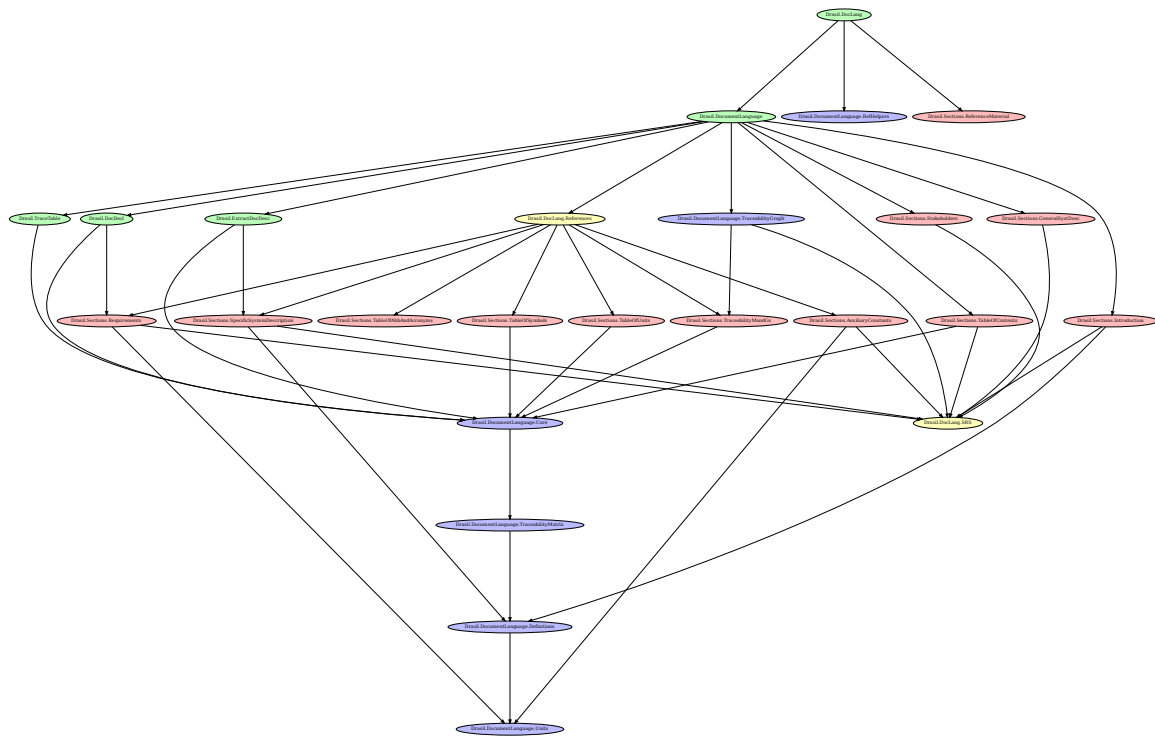 Drasil.DocLang
Drasil.DocumentLanguage
Drasil.DocumentLanguage.RefHelpers
Drasil.Sections.ReferenceMaterial
Drasil.TraceTable
Drasil.DocDecl
Drasil.ExtractDocDesc
Drasil.DocLang.References
Drasil.DocumentLanguage.TraceabilityGraph
Drasil.Sections.Stakeholders
Drasil.Sections.GeneralSystDesc
Drasil.Sections.Requirements
Drasil.Sections.SpecificSystemDescription
Drasil.Sections.TableOfAbbAndAcronyms
Drasil.Sections.TableOfSymbols
Drasil.Sections.TableOfUnits
Drasil.Sections.TraceabilityMandGs
Drasil.Sections.AuxiliaryConstants
Drasil.Sections.TableOfContents
Drasil.Sections.Introduction
Drasil.DocumentLanguage.Core
Drasil.DocLang.SRS
Drasil.DocumentLanguage.TraceabilityMatrix
Drasil.DocumentLanguage.Definitions
Drasil.DocumentLanguage.Units